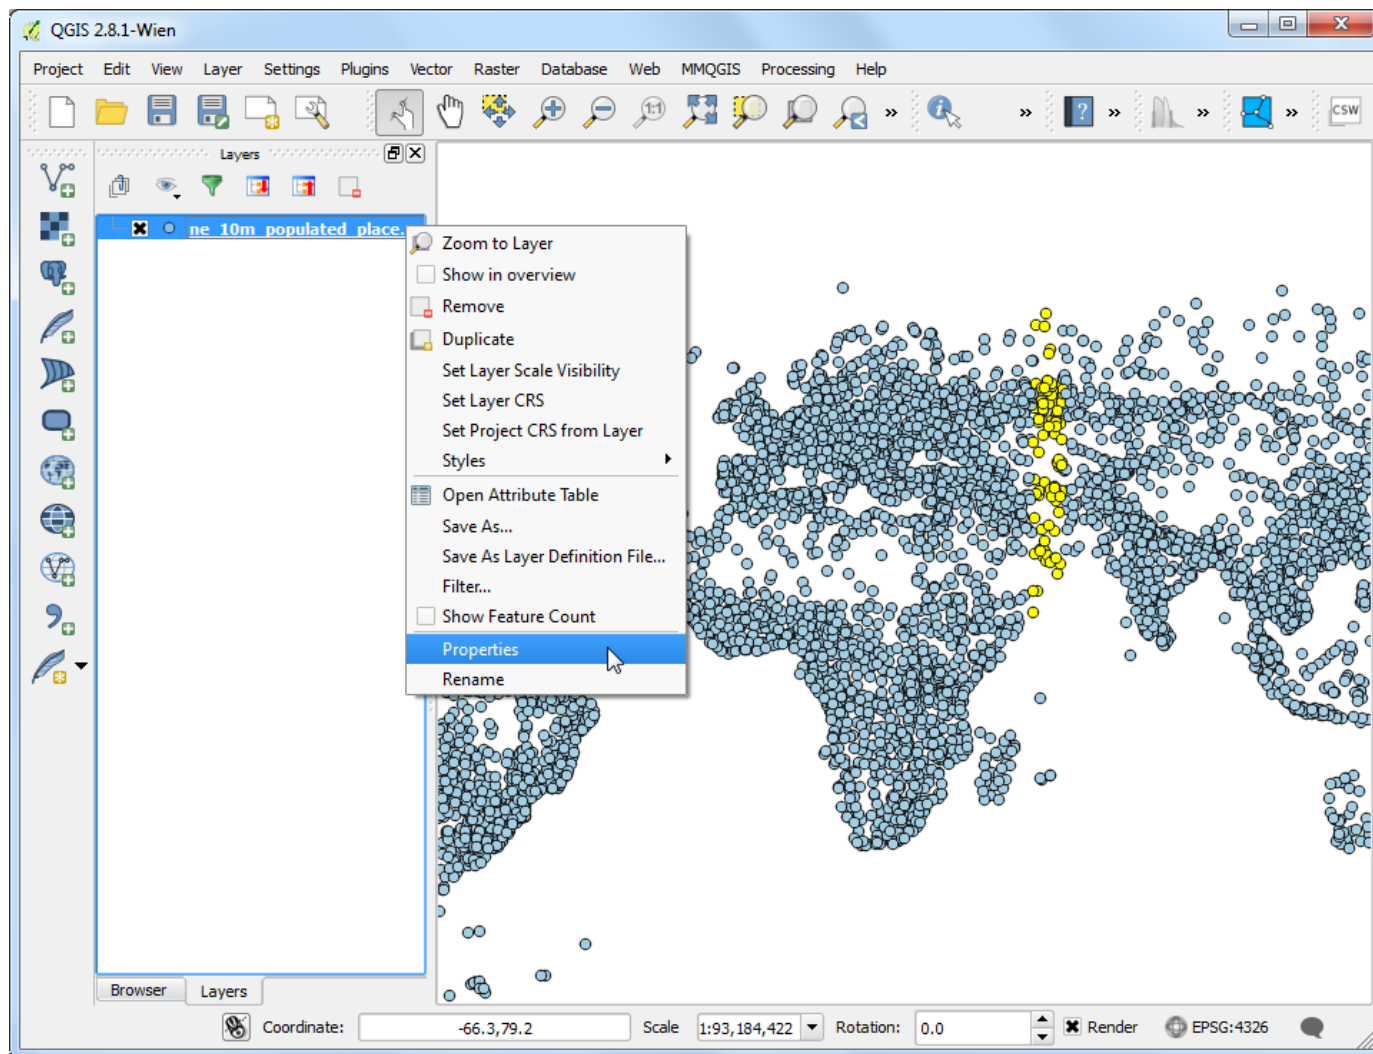 QGIS 2.8.1-Wien
Project Edit View Layer Settings Plugins Vector Raster Database Web MMQGIS Processing Help
1:1
?
CSW
Layers
ne_10m_populated_place.
Zoom to Layer
Show in overview
Remove
Duplicate
Set Layer Scale Visibility
Set Layer CRS
Set Project CRS from Layer
Styles
Open Attribute Table
Save As...
Save As Layer Definition File...
Filter...
Show Feature Count
Properties
Rename
Browser Layers
Coordinate: -66.3,79.2 Scale 1:93,184,422 Rotation: 0.0 Render EPSG:4326